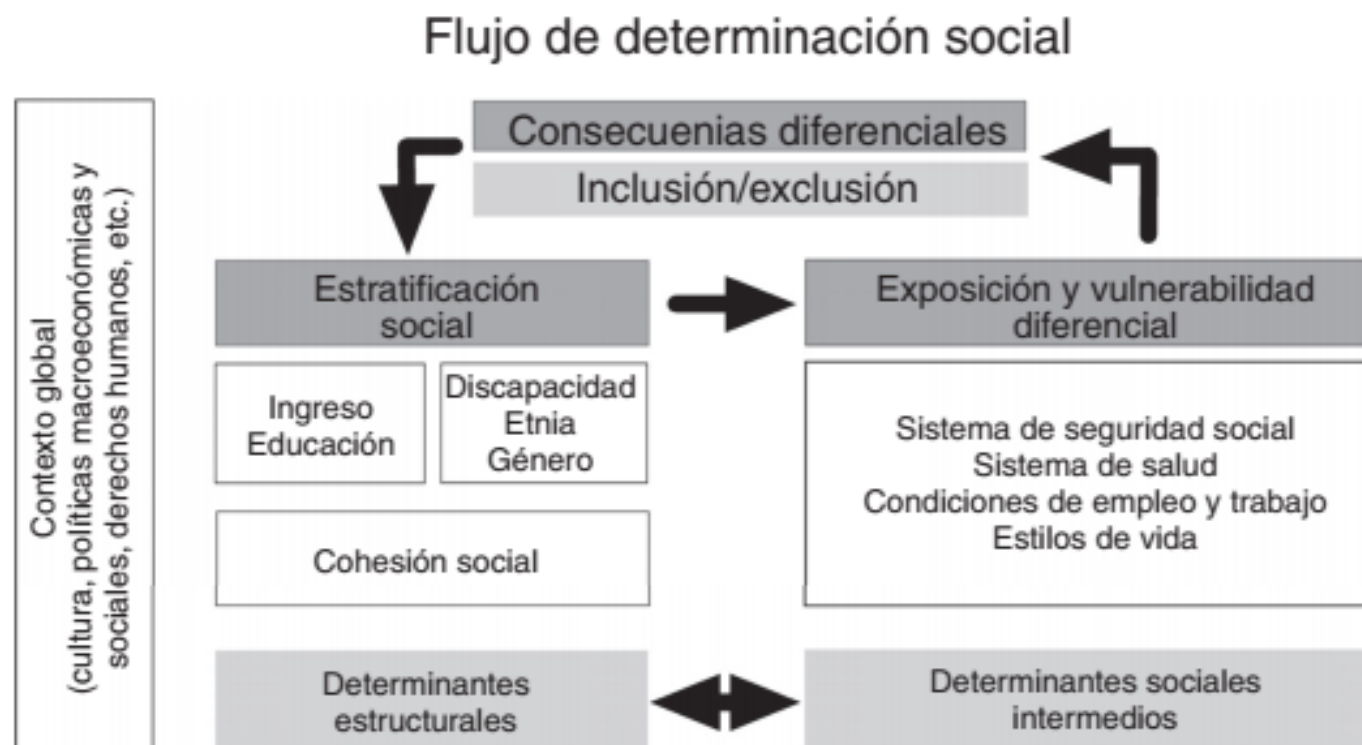 Flujo de determinación social
Contexto global
(cultura, políticas macroeconómicas y
sociales, derechos humanos, etc.)
Consecuenias diferenciales
Inclusión/exclusión
Estratificación
social
Exposición y vulnerabilidad
diferencial
Ingreso
Educación
Discapacidad
Etnia
Género
Cohesión social
Sistema de seguridad social
Sistema de salud
Condiciones de empleo y trabajo
Estilos de vida
Determinantes
estructurales
Determinantes sociales
intermedios